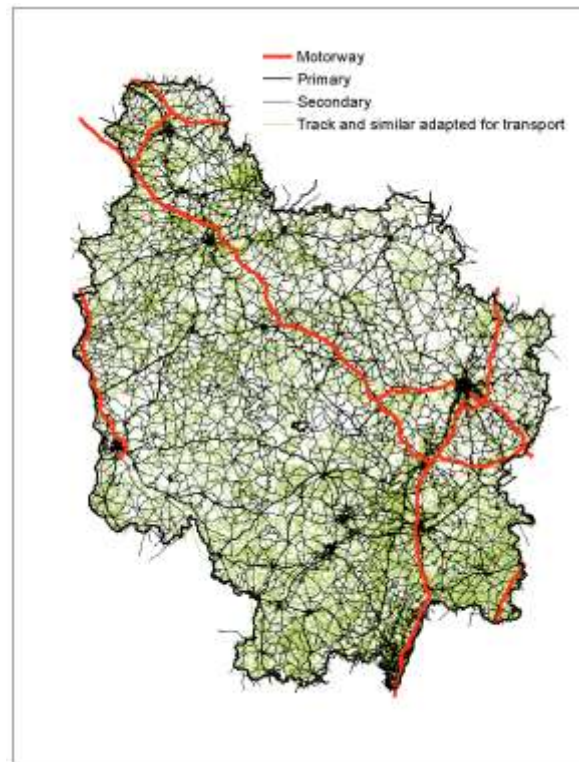 Motorway
Primary
Secondary
Track and similar adapted for transport